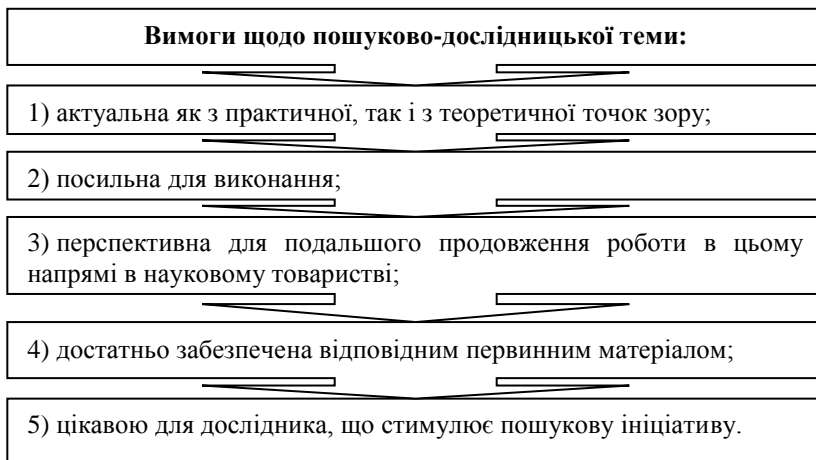 Вимоги щодо пошуково-дослідницької теми:
1) актуальна як з практичної, так і з теоретичної точок зору;
2) посильна для виконання;
3) перспективна для подальшого продовження роботи в цьому
напрямі в науковому товаристві;
4) достатньо забезпечена відповідним первинним матеріалом;
5) цікавою для дослідника, що стимулює пошукову ініціативу.